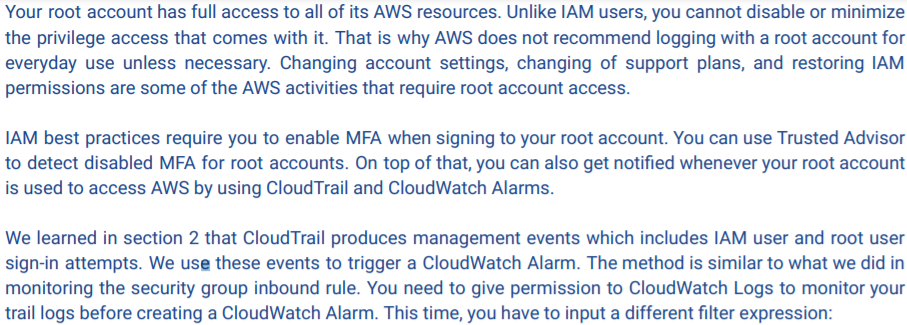 Your root account has full access to all of its AWS resources. Unlike IAM users, you cannot disable or minimize
the privilege access that comes with it. That is why AWS does not recommend logging with a root account for
everyday use unless necessary. Changing account settings, changing of support plans, and restoring IAM
permissions are some of the AWS activities that require root account access.
IAM best practices require you to enable MFA when signing to your root account. You can use Trusted Advisor
to detect disabled MFA for root accounts. On top of that, you can also get notified whenever your root account
is used to access AWS by using CloudTrail and CloudWatch Alarms.
We learned in section 2 that CloudTrail produces management events which includes IAM user and root user
sign-in attempts. We use these events to trigger a CloudWatch Alarm. The method is similar to what we did in
monitoring the security group inbound rule. You need to give permission to CloudWatch Logs to monitor your
trail logs before creating a CloudWatch Alarm. This time, you have to input a different filter expression: